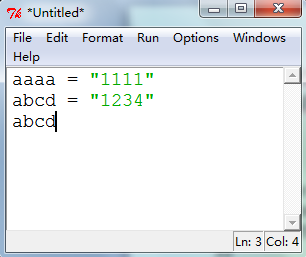 *Untitled*
File Edit Format Run Options Windows
Help
aaaa = "1111"
abcd = "1234"
abcd
Ln: 3 Col: 4